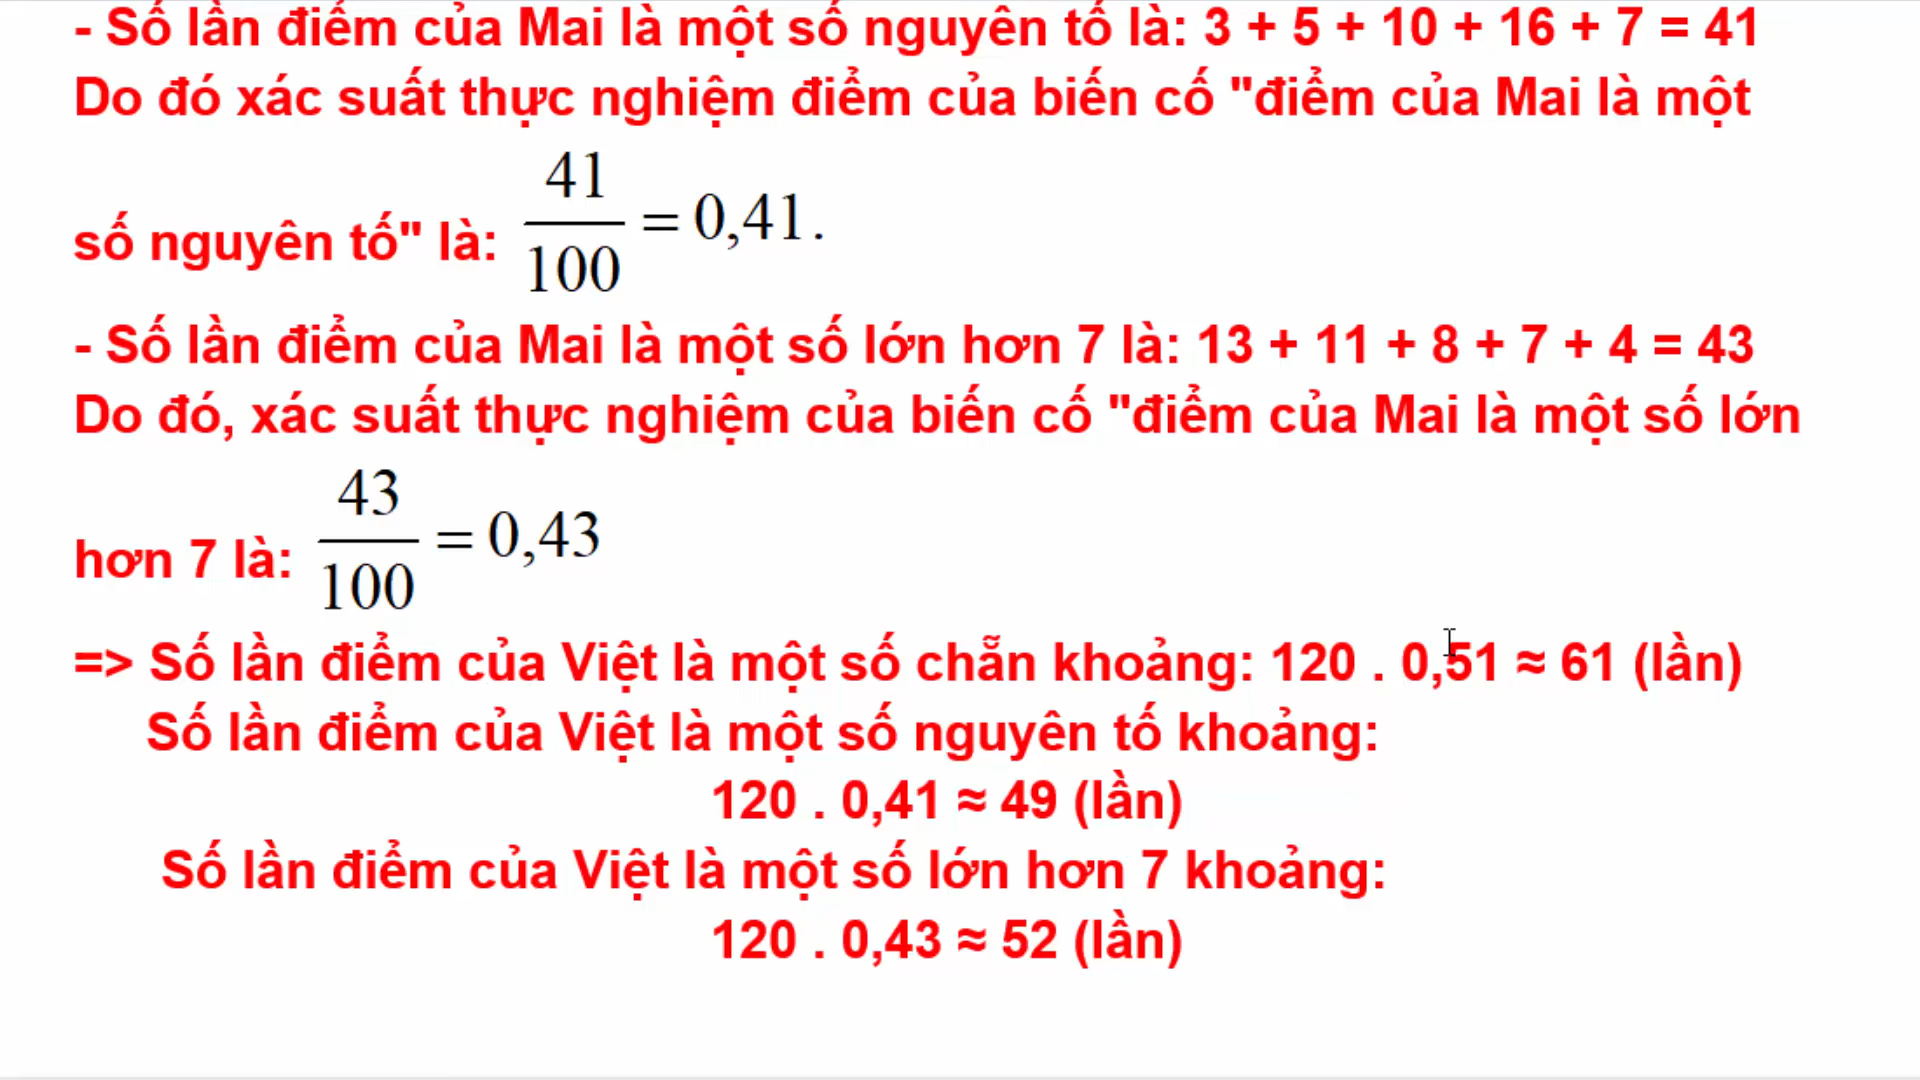 - Số lần điểm của Mai là một số nguyên tố là: 3 + 5 + 10 + 16 + 7 = 41
Do đó xác suất thực nghiệm điểm của biến cố "điểm của Mai là một
số nguyên tố" là: 41/100 = 0,41.
- Số lần điểm của Mai là một số lớn hơn 7 là: 13 + 11 + 8 + 7 + 4 = 43
Do đó, xác suất thực nghiệm của biến cố "điểm của Mai là một số lớn
hơn 7 là: 43/100 = 0,43
=> Số lần điểm của Việt là một số chẵn khoảng: 120 . 0,51 ≈ 61 (lần)
Số lần điểm của Việt là một số nguyên tố khoảng:
120 . 0,41 ≈ 49 (lần)
Số lần điểm của Việt là một số lớn hơn 7 khoảng:
120 . 0,43 ≈ 52 (lần)